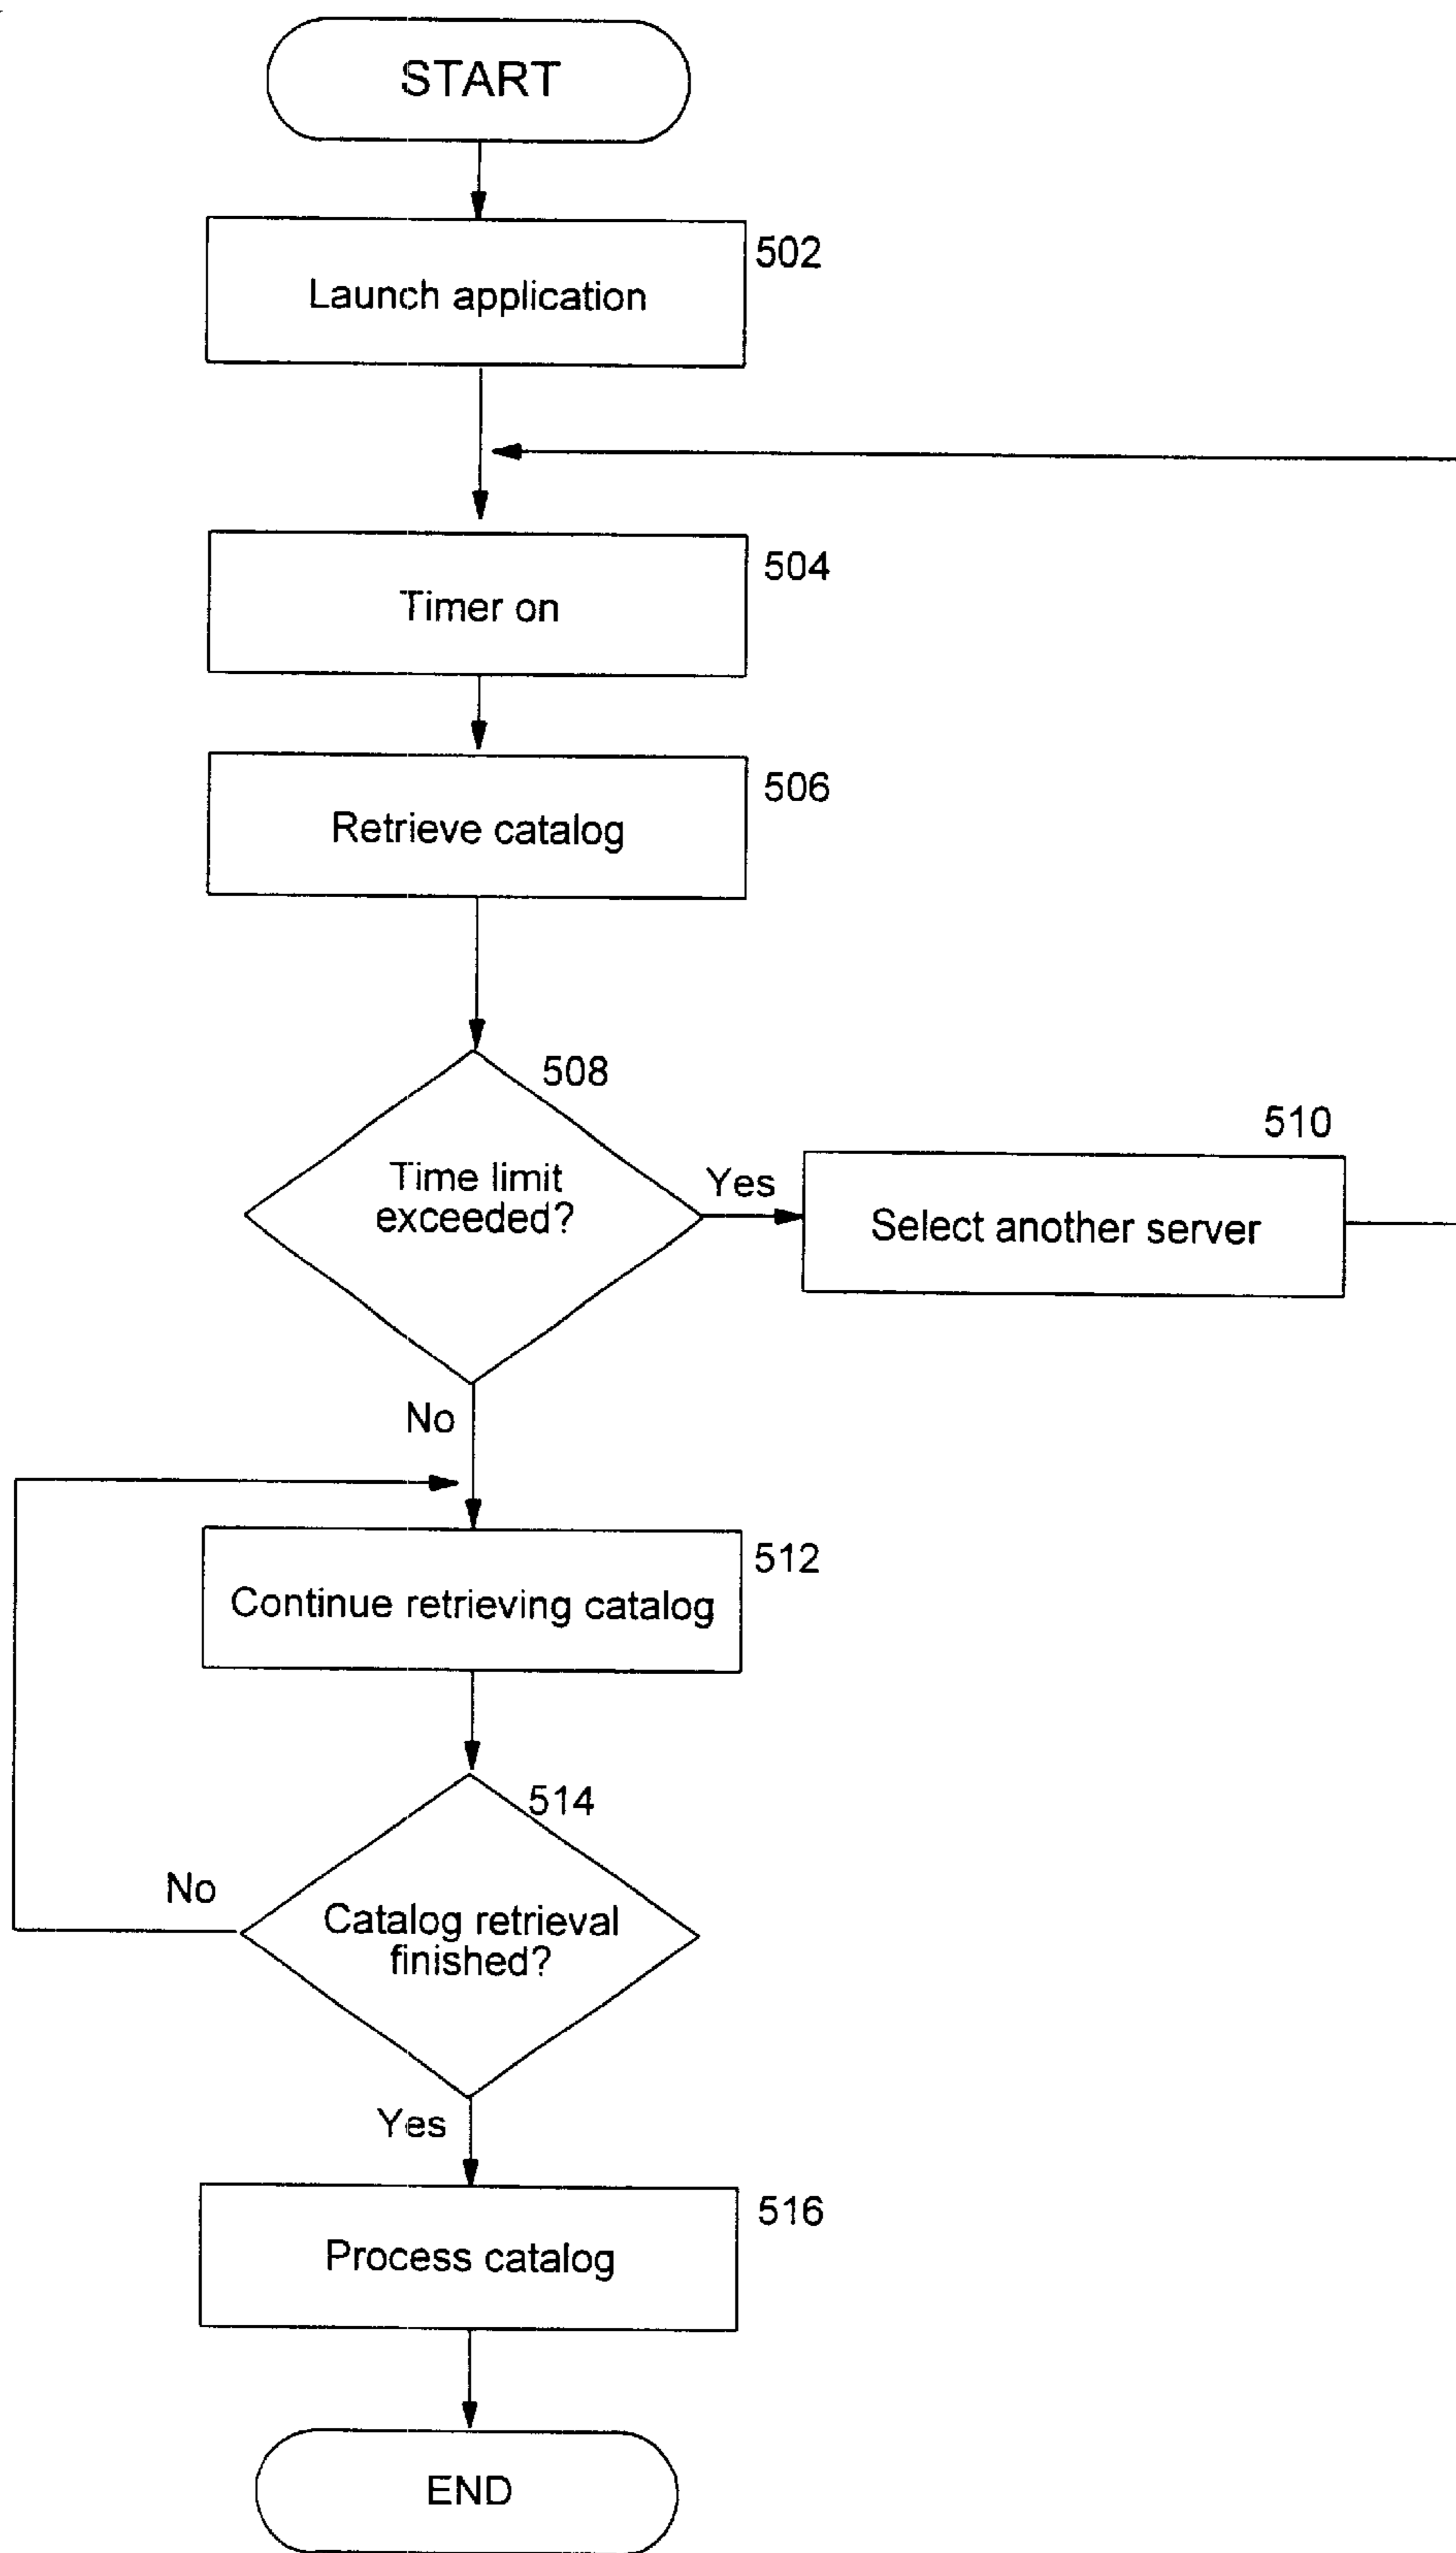 START
502
Launch application
504
Timer on
506
Retrieve catalog
508
Time limit
exceeded?
Yes
510
Select another server
No
512
Continue retrieving catalog
514
No
Catalog retrieval
finished?
Yes
516
Process catalog
END